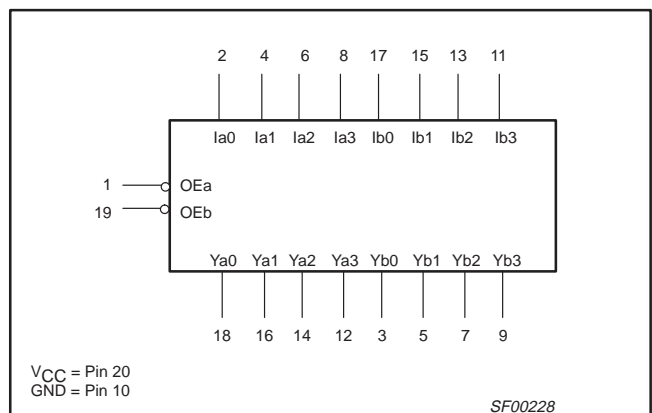 2 4 6 8 17 15 13 11
Ia0 Ia1 Ia2 Ia3 Ib0 Ib1 Ib2 Ib3
1 OEa
19 OEb
Ya0 Ya1 Ya2 Ya3 Yb0 Yb1 Yb2 Yb3
18 16 14 12 3 5 7 9
VCC = Pin 20
GND = Pin 10
SF00228